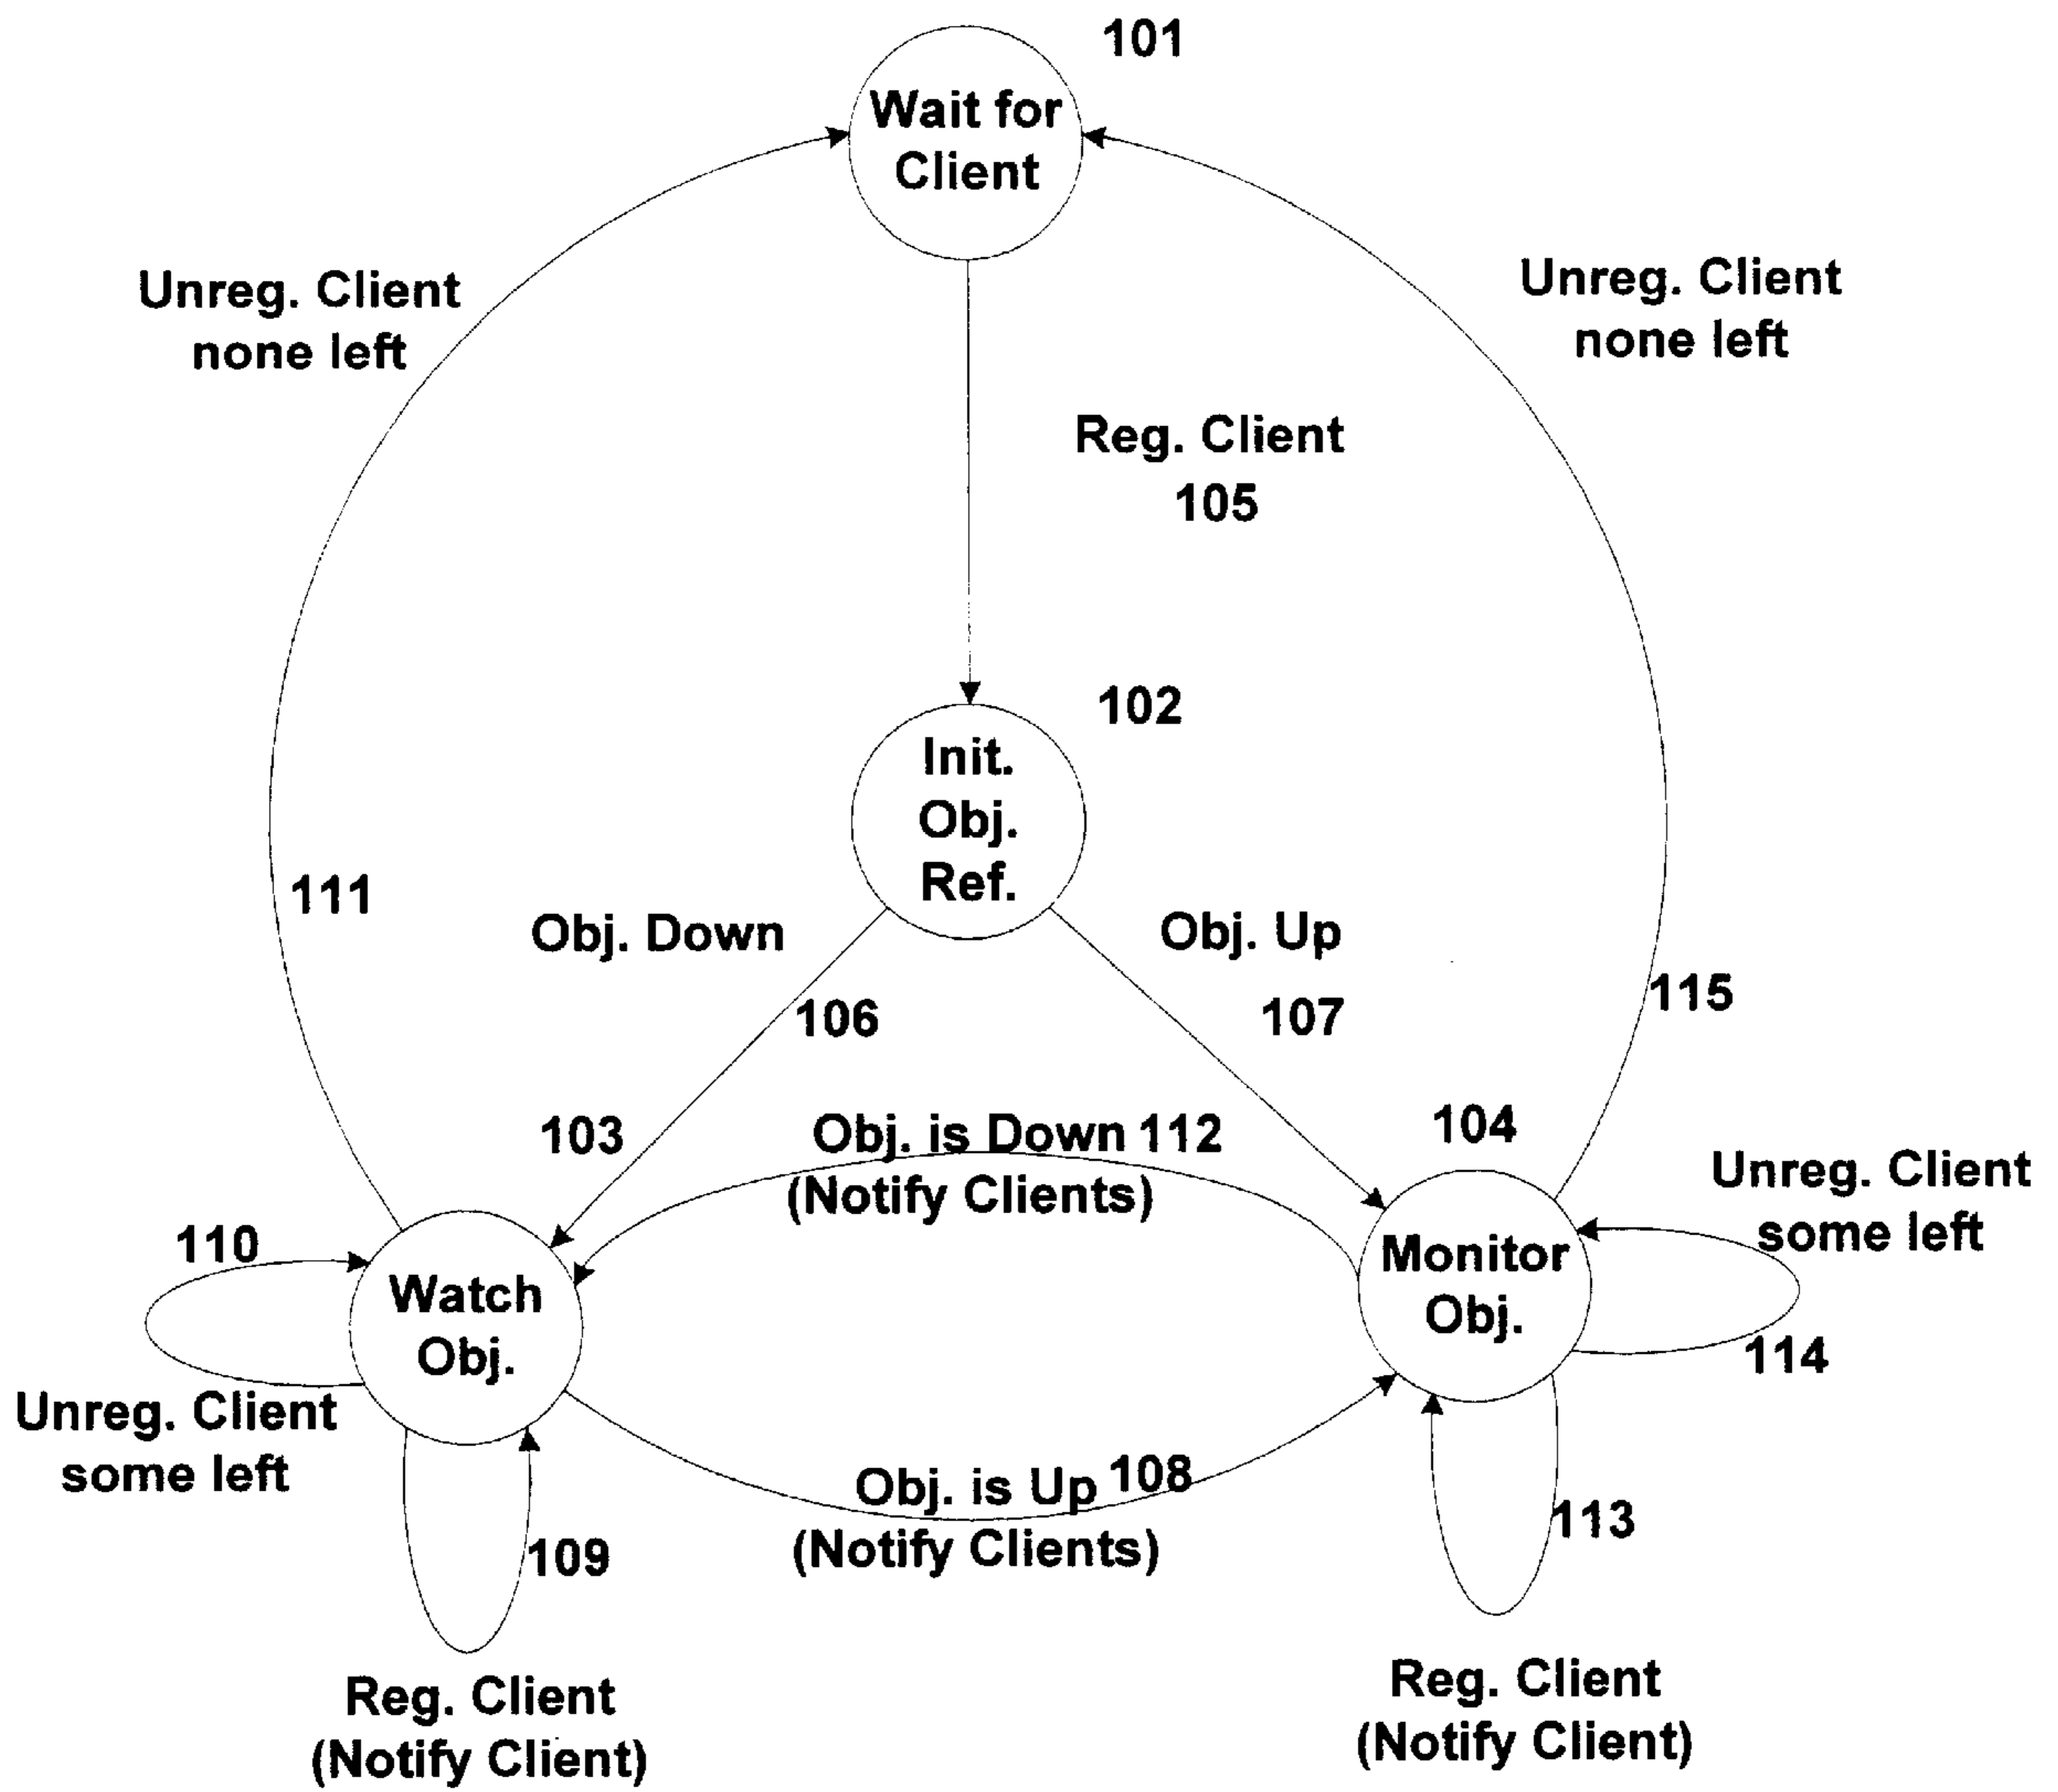 101
Wait for
Client
Unreg. Client
none left
Unreg. Client
none left
Reg. Client
105
102
Init.
Obj.
Ref.
111
Obj. Down
Obj. Up
106
107
115
103
Obj. is Down 112
(Notify Clients)
104
Unreg. Client
some left
110
Watch
Obj.
Monitor
Obj.
114
Unreg. Client
some left
Obj. is Up 108
(Notify Clients)
109
113
Reg. Client
(Notify Client)
Reg. Client
(Notify Client)